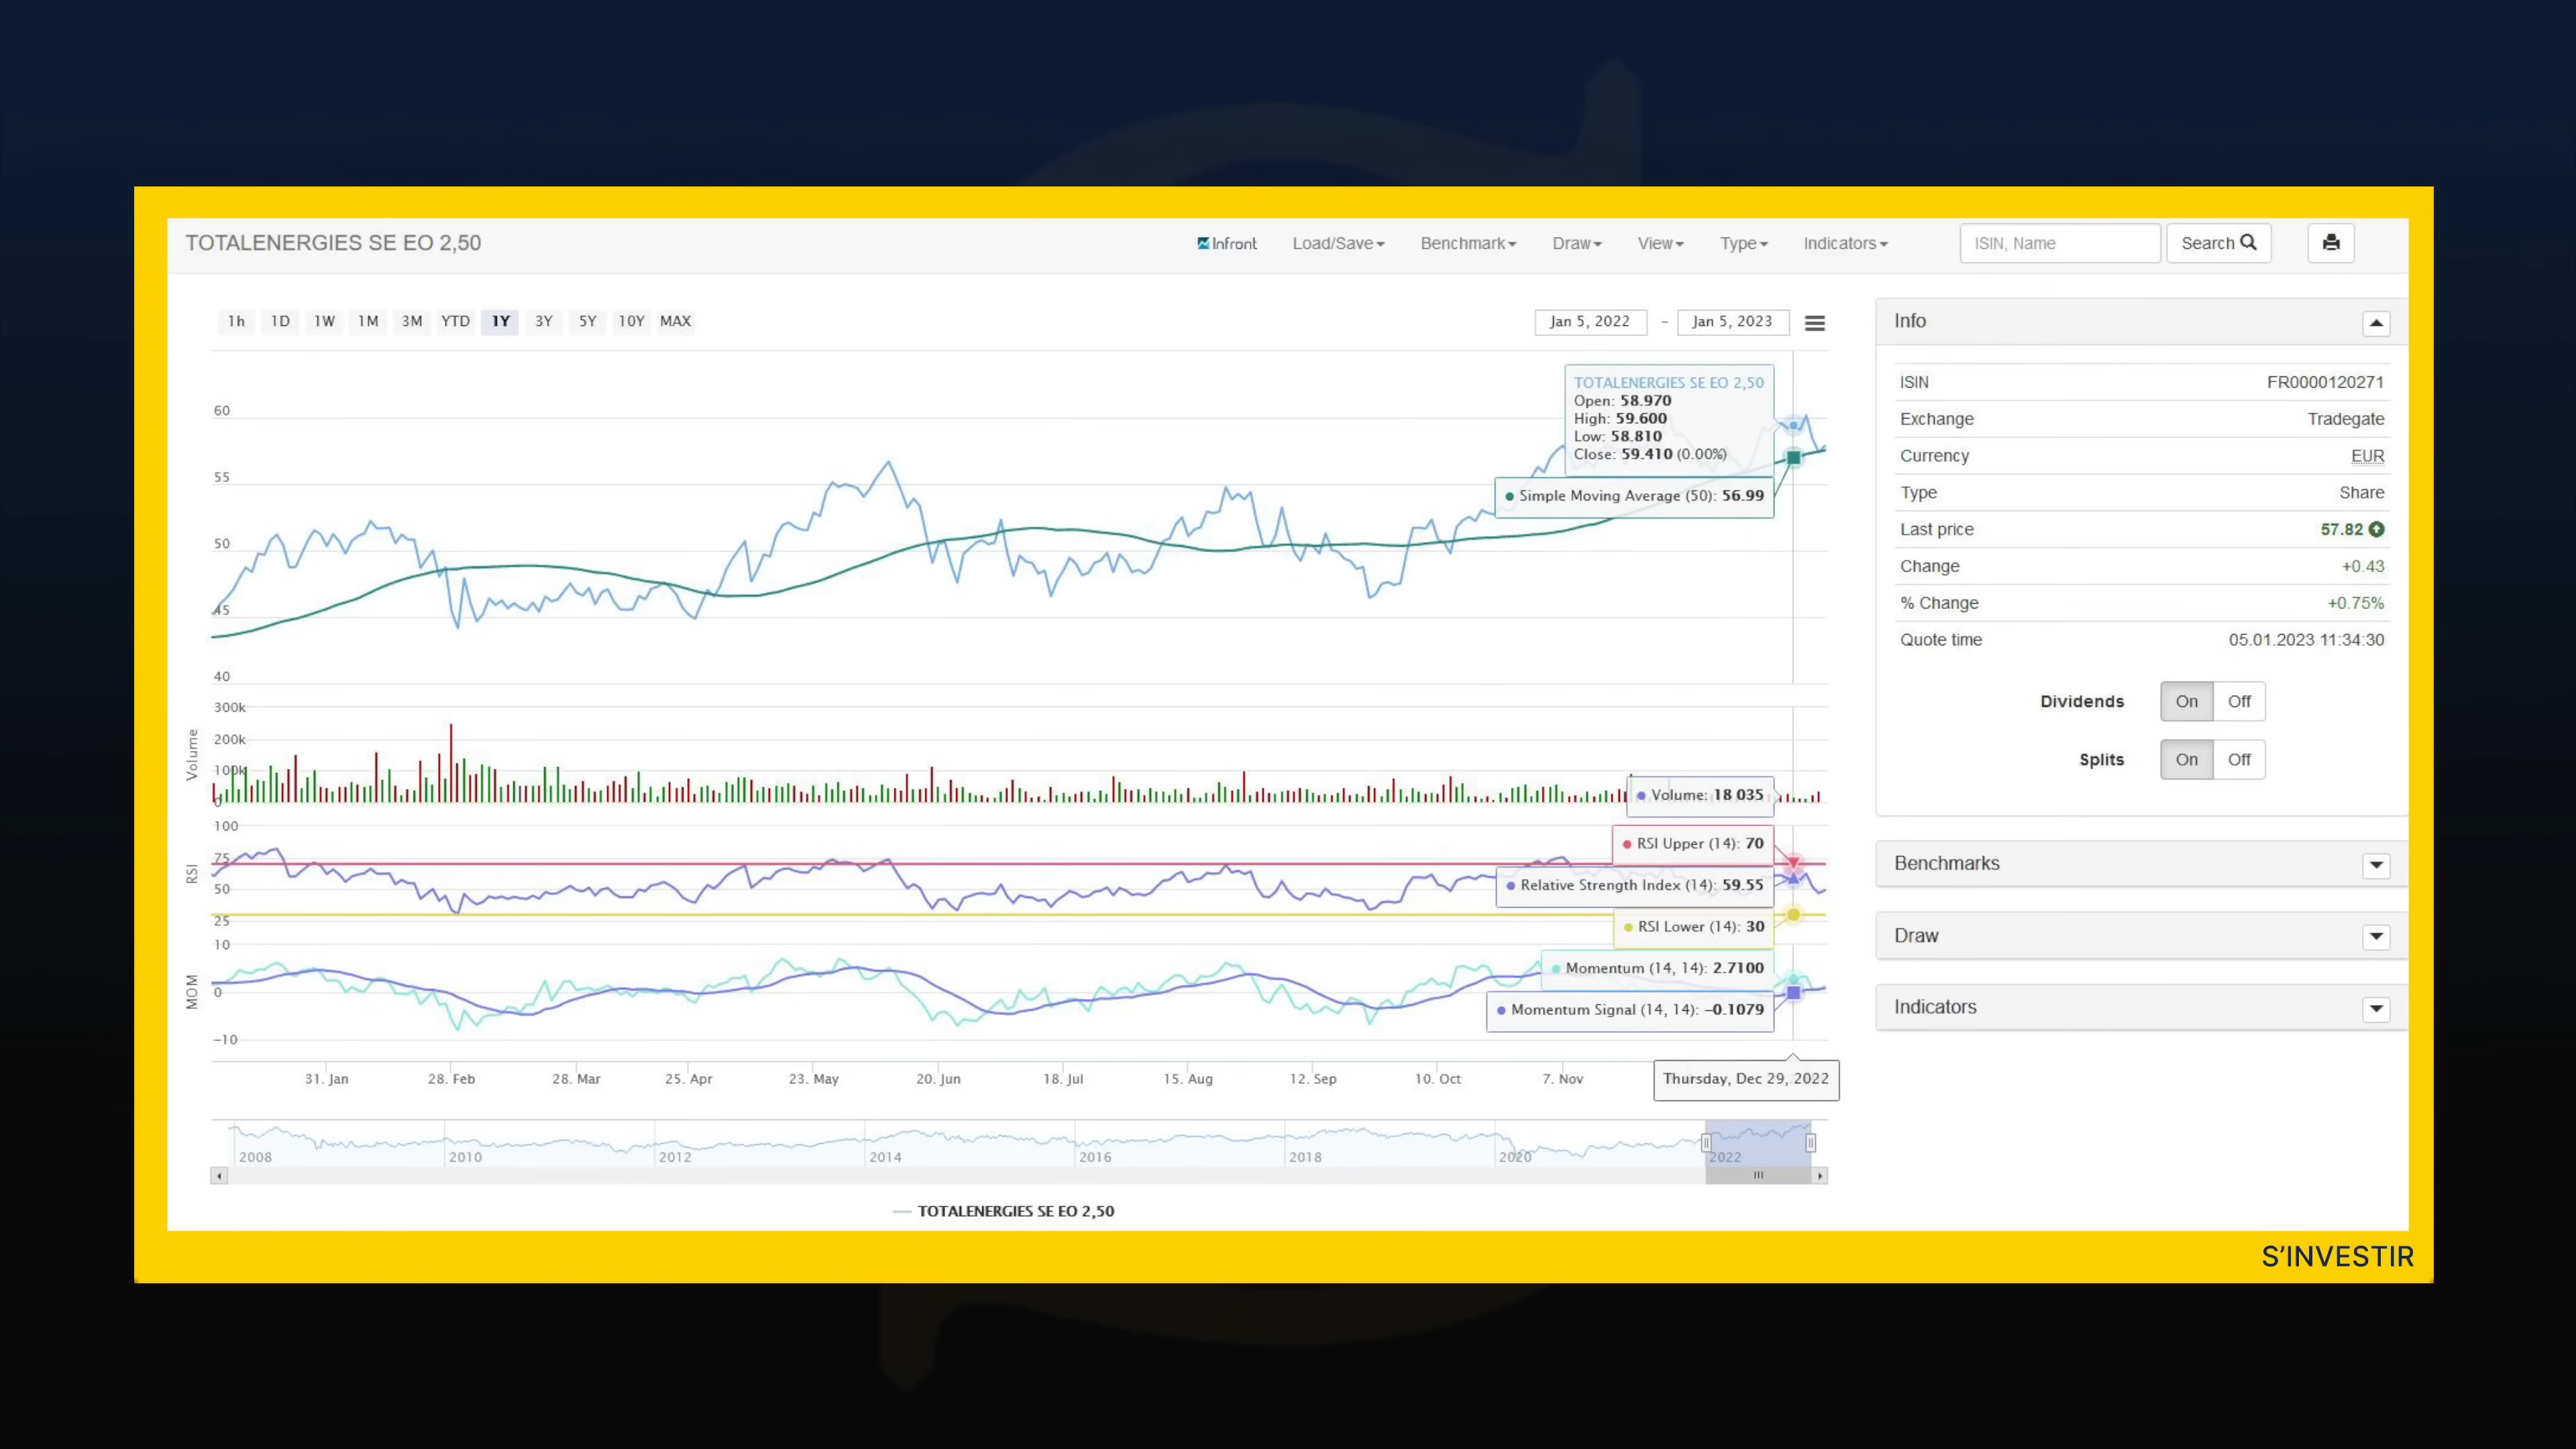 TOTALENERGIES SE EO 2,50
Infront Load/Save Benchmark Draw View Type Indicators
ISIN, Name
Search
1h 1D 1W 1M 3M YTD 1Y 3Y 5Y 10Y MAX
Jan 5, 2022 – Jan 5, 2023
TOTALENERGIES SE EO 2,50
Open: 58.970
High: 59.600
Low: 58.810
Close: 59.410 (0.00%)
Simple Moving Average (50): 56.99
60
55
50
45
40
Volume
300k
200k
100k
0
Volume: 18 035
RSI
100
75
50
25
RSI Upper (14): 70
Relative Strength Index (14): 59.55
RSI Lower (14): 30
MOM
10
0
-10
Momentum (14, 14): 2.7100
Momentum Signal (14, 14): -0.1079
31. Jan 28. Feb 28. Mar 25. Apr 23. May 20. Jun 18. Jul 15. Aug 12. Sep 10. Oct 7. Nov
Thursday, Dec 29, 2022
2008 2010 2012 2014 2016 2018 2020 2022
TOTALENERGIES SE EO 2,50
Info
ISIN FR0000120271
Exchange Tradegate
Currency EUR
Type Share
Last price 57.82
Change +0.43
% Change +0.75%
Quote time 05.01.2023 11:34:30
Dividends On Off
Splits On Off
Benchmarks
Draw
Indicators
S'INVESTIR